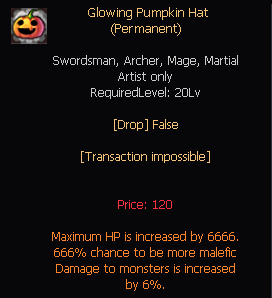 Glowing Pumpkin Hat
(Permanent)
Swordsman, Archer, Mage, Martial
Artist only
RequiredLevel: 20Lv
[Drop] False
[Transaction impossible]
Price: 120
Maximum HP is increased by 6666.
666% chance to be more malefic
Damage to monsters is increased
by 6%.